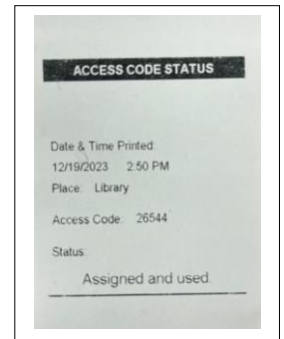 ACCESS CODE STATUS
Date & Time Printed:
12/19/2023 2:50 PM
Place: Library
Access Code: 26544
Status:
Assigned and used.